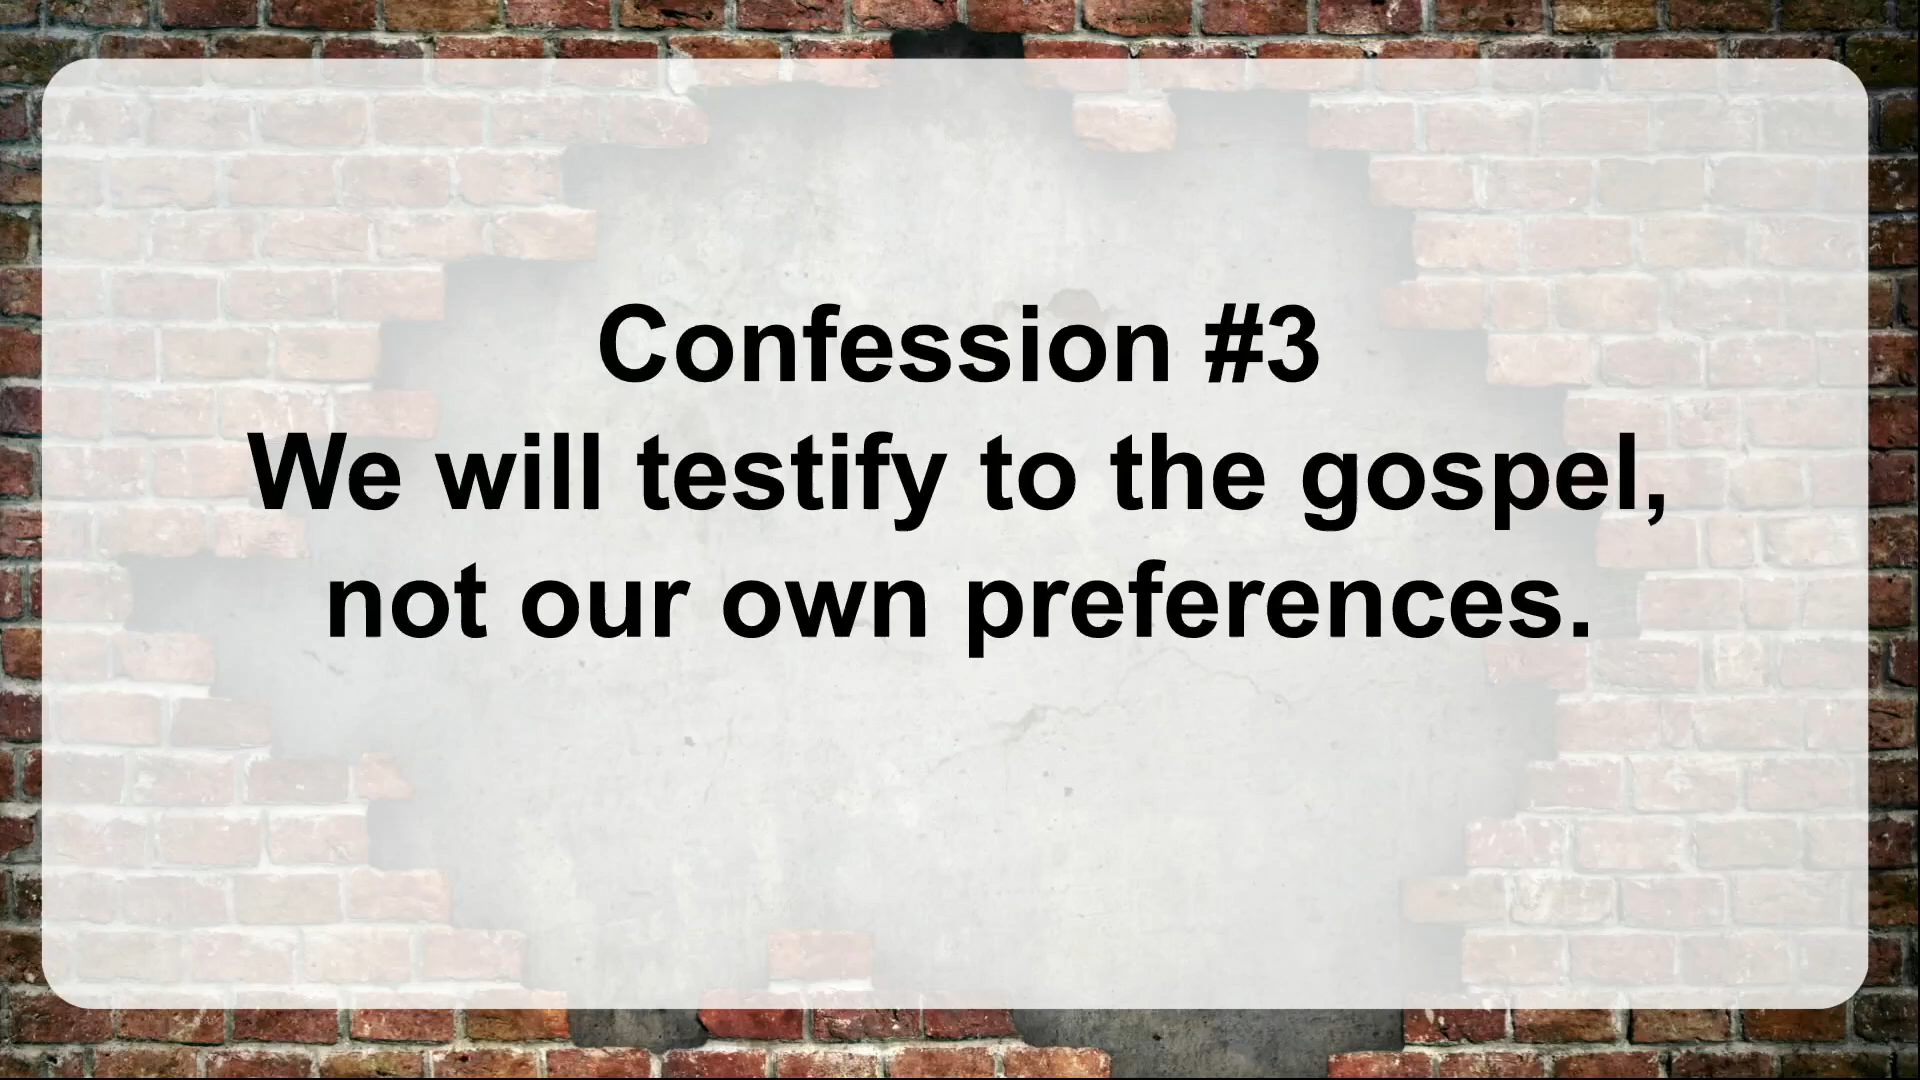 Confession #3
We will testify to the gospel,
not our own preferences.